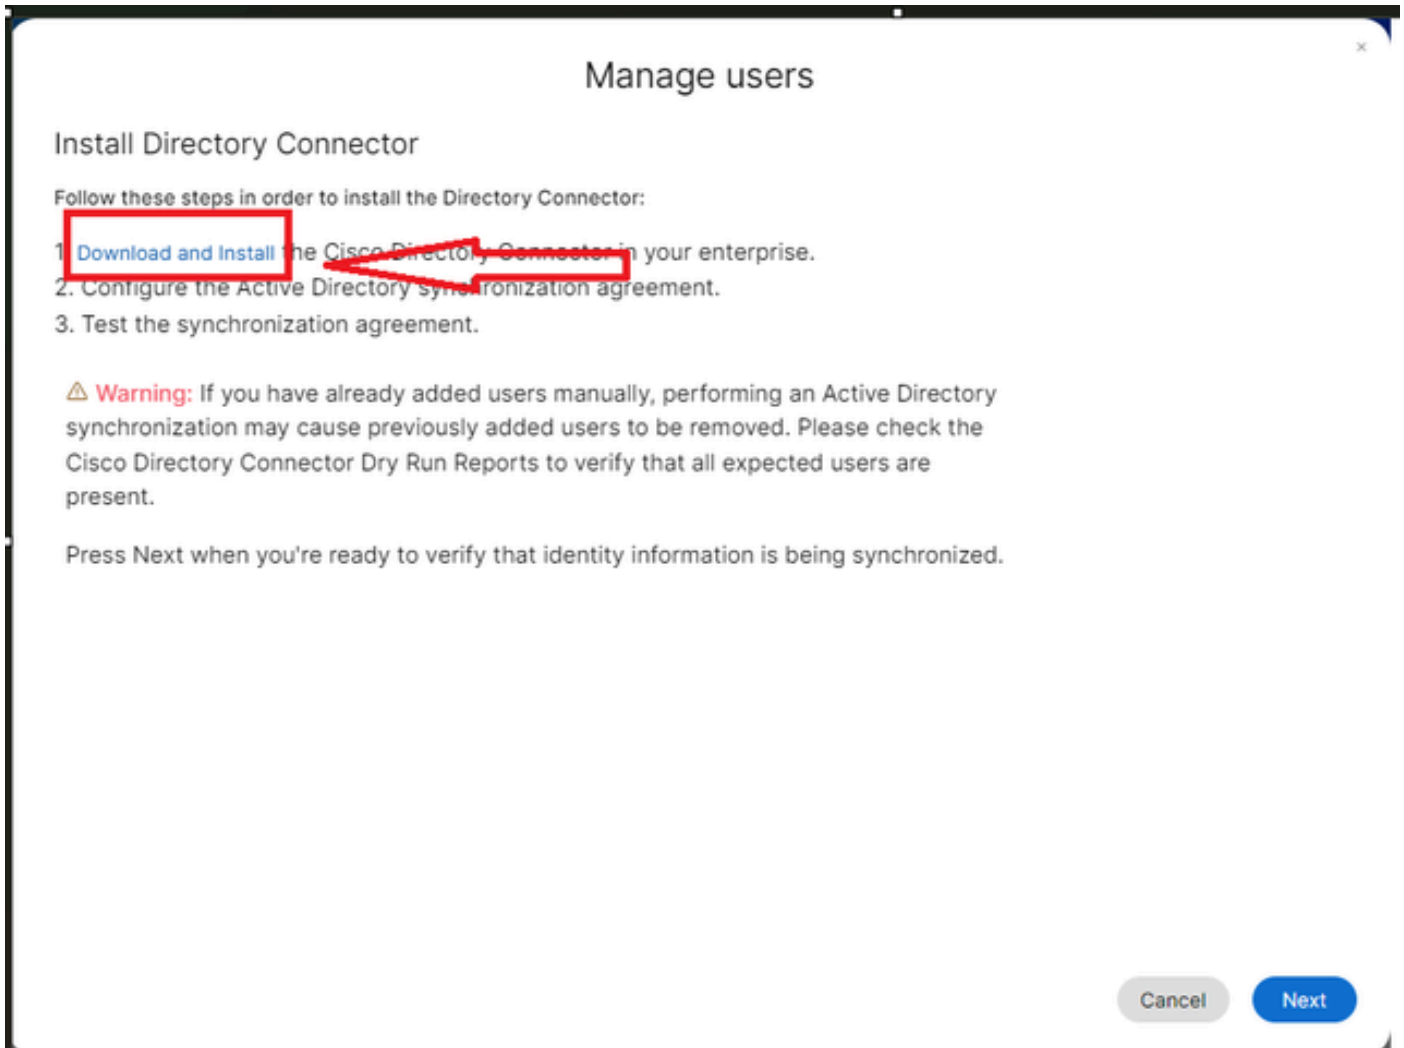 Manage users
Install Directory Connector
Follow these steps in order to install the Directory Connector:
1 Download and Install the Cisco Directory Connector in your enterprise.
2. Configure the Active Directory synchronization agreement.
3. Test the synchronization agreement.
Warning: If you have already added users manually, performing an Active Directory
synchronization may cause previously added users to be removed. Please check the
Cisco Directory Connector Dry Run Reports to verify that all expected users are
present.
Press Next when you're ready to verify that identity information is being synchronized.
Cancel
Next